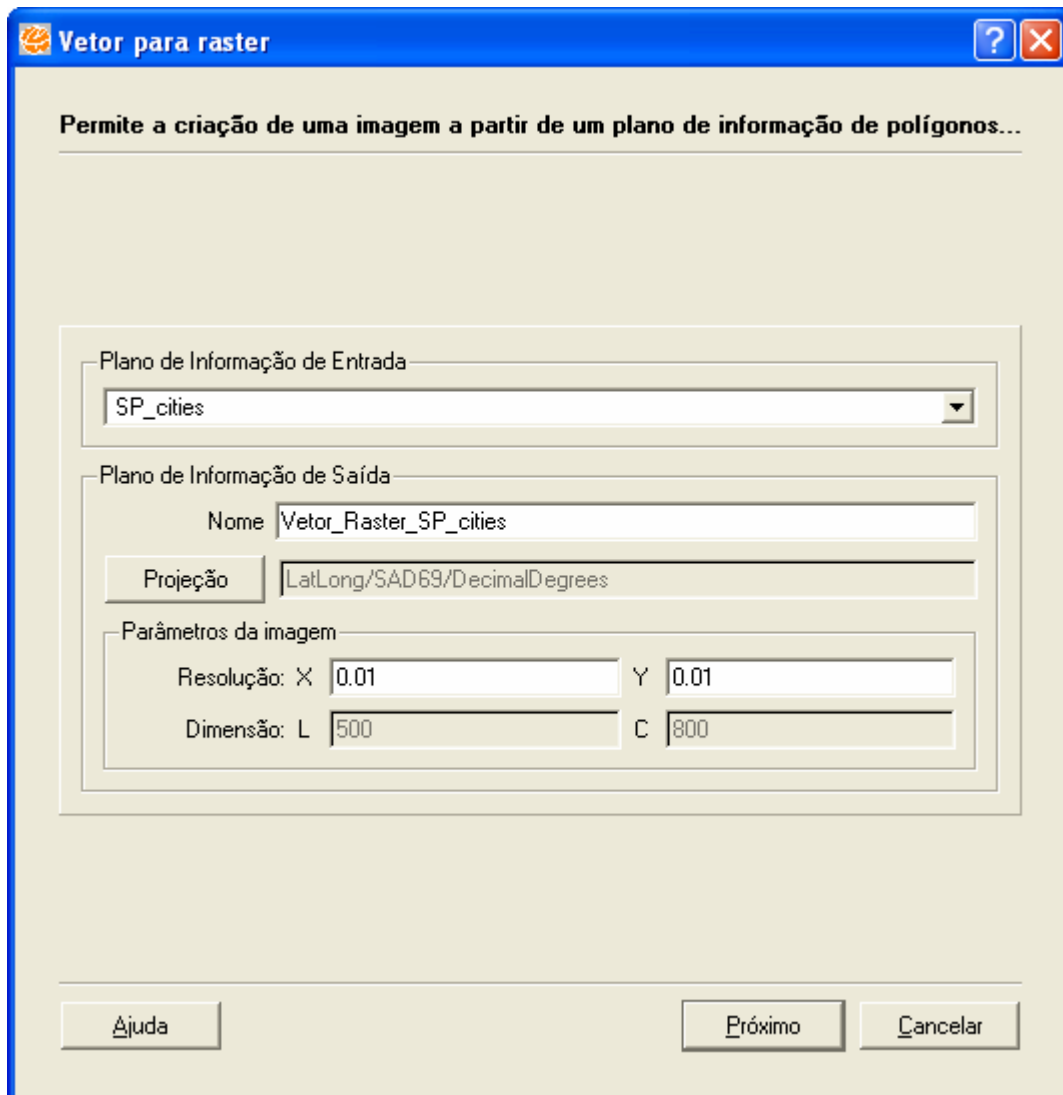 Vetor para raster
Permite a criação de uma imagem a partir de um plano de informação de polígonos...
Plano de Informação de Entrada
SP_cities
Plano de Informação de Saída
Nome Vetor_Raster_SP_cities
Projeção LatLong/SAD69/DecimalDegrees
Parâmetros da imagem
Resolução: X 0.01 Y 0.01
Dimensão: L 500 C 800
Ajuda Próximo Cancelar